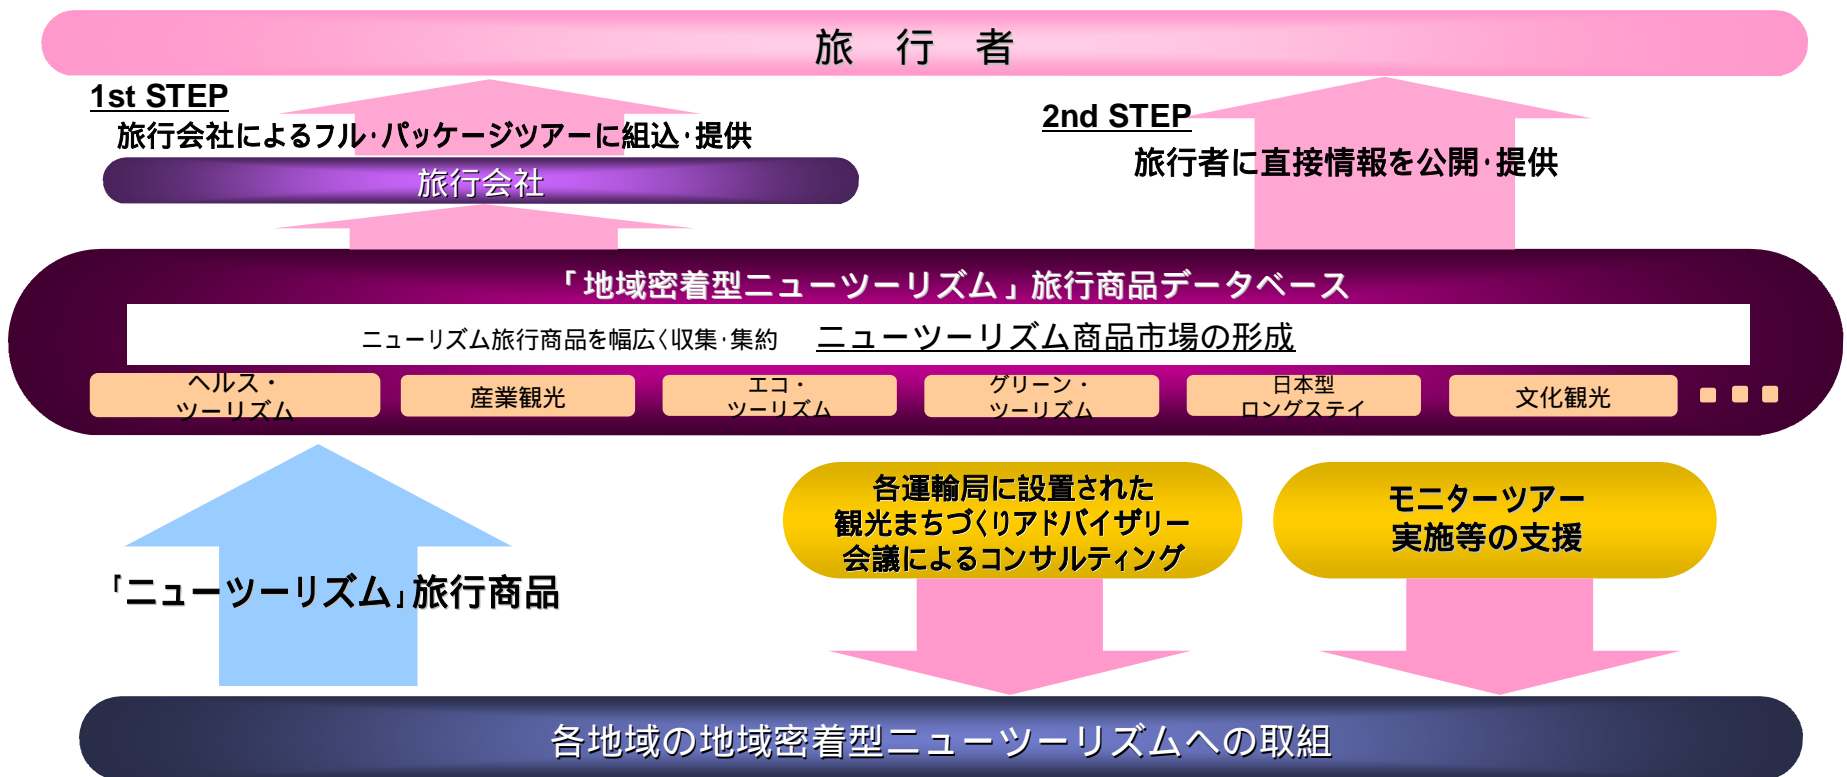 旅 行 者
1st STEP
旅行会社によるフル・パッケージツアーに組込・提供
2nd STEP
旅行者に直接情報を公開・提供
旅行会社
「地域密着型ニューツーリズム」旅行商品データベース
ニューリズム旅行商品を幅広く収集・集約 ニューツーリズム商品市場の形成
ヘルス・
ツーリズム
産業観光
エコ・
ツーリズム
グリーン・
ツーリズム
日本型
ロングステイ
文化観光
「ニューツーリズム」旅行商品
各運輸局に設置された
観光まちづくりアドバイザリー
会議によるコンサルティング
モニターツアー
実施等の支援
各地域の地域密着型ニューツーリズムへの取組